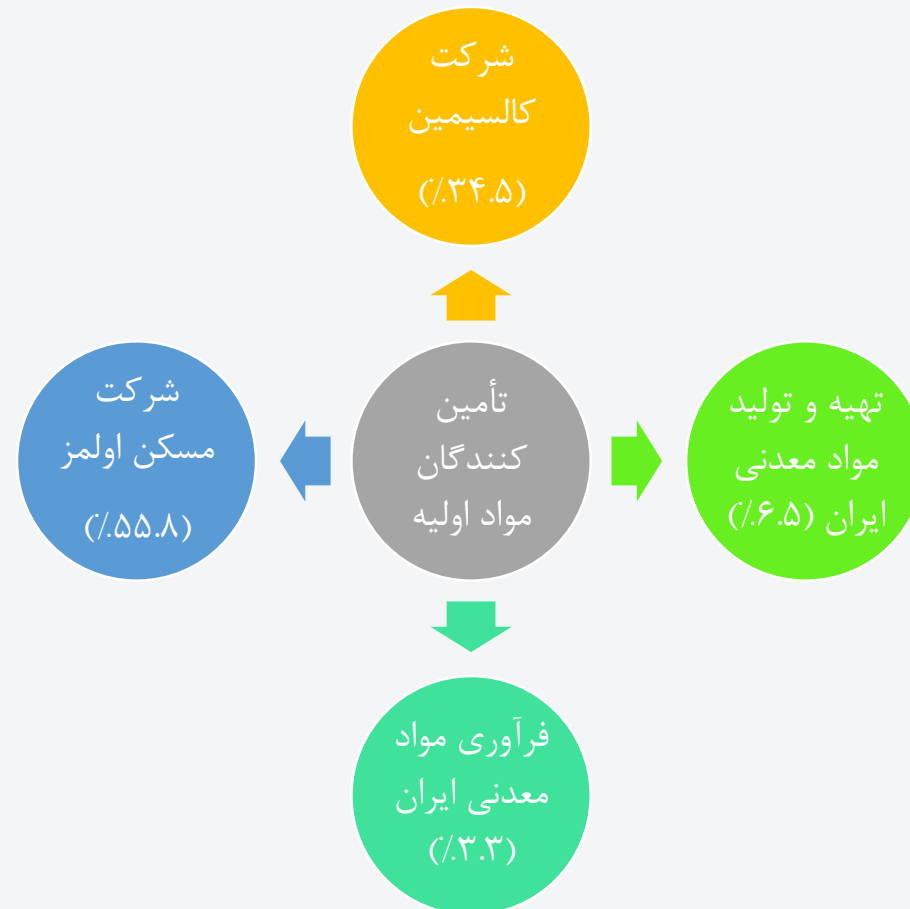 شرکت
کالسیمین
(٪۳۴.۵)
تهیه و تولید
مواد معدنی
ایران (٪۶.۵)
تأمین
کنندگان
مواد اولیه
شرکت
مسکن اولمز
(٪۵۵.۸)
فرآوری مواد
معدنی ایران
(٪۳.۳)